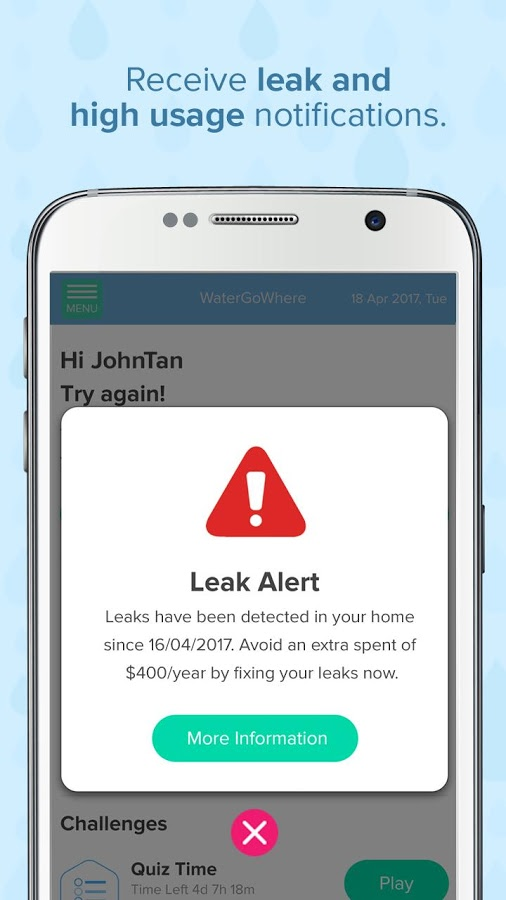 Receive leak and
high usage notifications.
MENU
WaterGoWhere
18 Apr 2017, Tue
Hi JohnTan
Try again!
Leak Alert
Leaks have been detected in your home
since 16/04/2017. Avoid an extra spent of
$400/year by fixing your leaks now.
More Information
Challenges
Quiz Time
Time Left 4d 7h 18m
Play